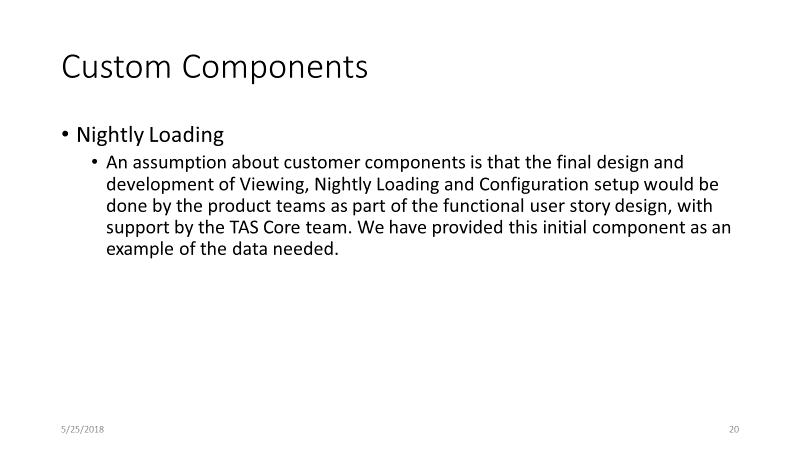 Custom Components
• Nightly Loading
• An assumption about customer components is that the final design and
development of Viewing, Nightly Loading and Configuration setup would be
done by the product teams as part of the functional user story design, with
support by the TAS Core team. We have provided this initial component as an
example of the data needed.
5/25/2018
20